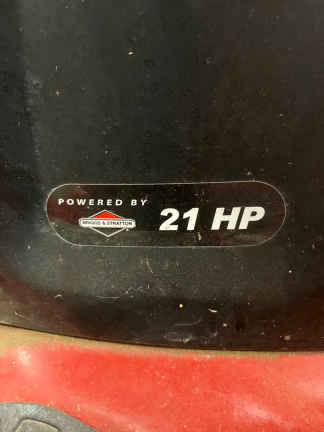 POWERED BY
BRIGGS & STRATTON
21 HP